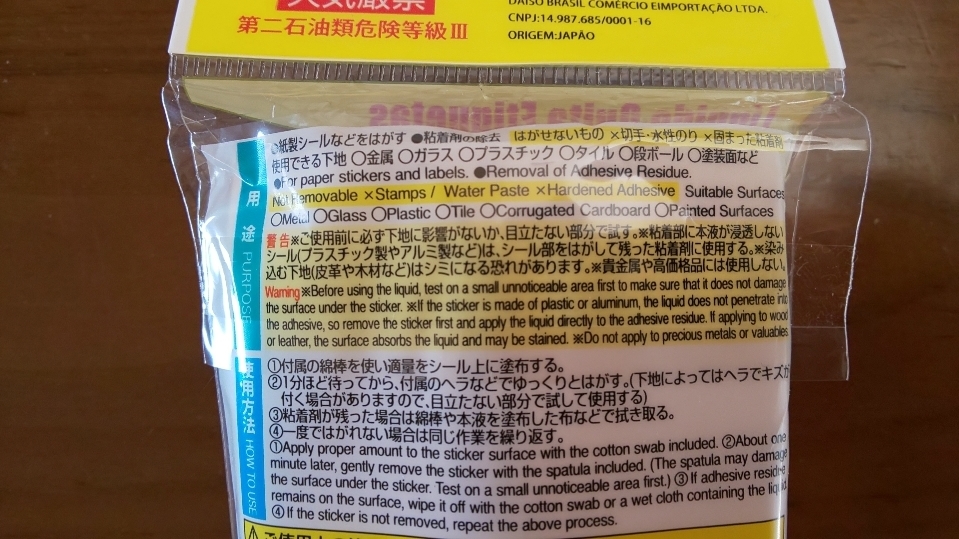 火気厳禁
第二石油類危険等級Ⅲ
DAISO BRASIL COMÉRCIO EIMPORTAÇÃO LTDA.
CNPJ:14.987.685/0001-16
ORIGEM:JAPÃO
用途 PURPOSE
●紙製シールなどをはがす ●粘着剤の除去 はがせないもの ×切手・水性のり ×固まった粘着剤
使用できる下地 〇金属 〇ガラス 〇プラスチック 〇タイル 〇段ボール 〇塗装面など
●For paper stickers and labels. ●Removal of Adhesive Residue.
Not Removable ×Stamps / Water Paste ×Hardened Adhesive Suitable Surfaces
〇Metal 〇Glass 〇Plastic 〇Tile 〇Corrugated Cardboard 〇Painted Surfaces
警告※ご使用前に必ず下地に影響がないか、目立たない部分で試す。※粘着部に本液が浸透しない
シール(プラスチック製やアルミ製など)は、シール部をはがして残った粘着剤に使用する。※染み
込む下地(皮革や木材など)はシミになる恐れがあります。※貴金属や高価格品には使用しない。
Warning※Before using the liquid, test on a small unnoticeable area first to make sure that it does not damage
the surface under the sticker. ※If the sticker is made of plastic or aluminum, the liquid does not penetrate into
the adhesive, so remove the sticker first and apply the liquid directly to the adhesive residue. If applying to wood
or leather, the surface absorbs the liquid and may be stained. ※Do not apply to precious metals or valuables.
使用方法 HOW TO USE
①付属の綿棒を使い適量をシール上に塗布する。
②1分ほど待ってから、付属のヘラなどでゆっくりとはがす。(下地によってはヘラでキズが
付く場合がありますので、目立たない部分で試して使用する)
③粘着剤が残った場合は綿棒や本液を塗布した布などで拭き取る。
④一度ではがれない場合は同じ作業を繰り返す。
①Apply proper amount to the sticker surface with the cotton swab included. ②About one
minute later, gently remove the sticker with the spatula included. (The spatula may damage
the surface under the sticker. Test on a small unnoticeable area first.) ③If adhesive residue
remains on the surface, wipe it off with the cotton swab or a wet cloth containing the liquid.
④If the sticker is not removed, repeat the above process.